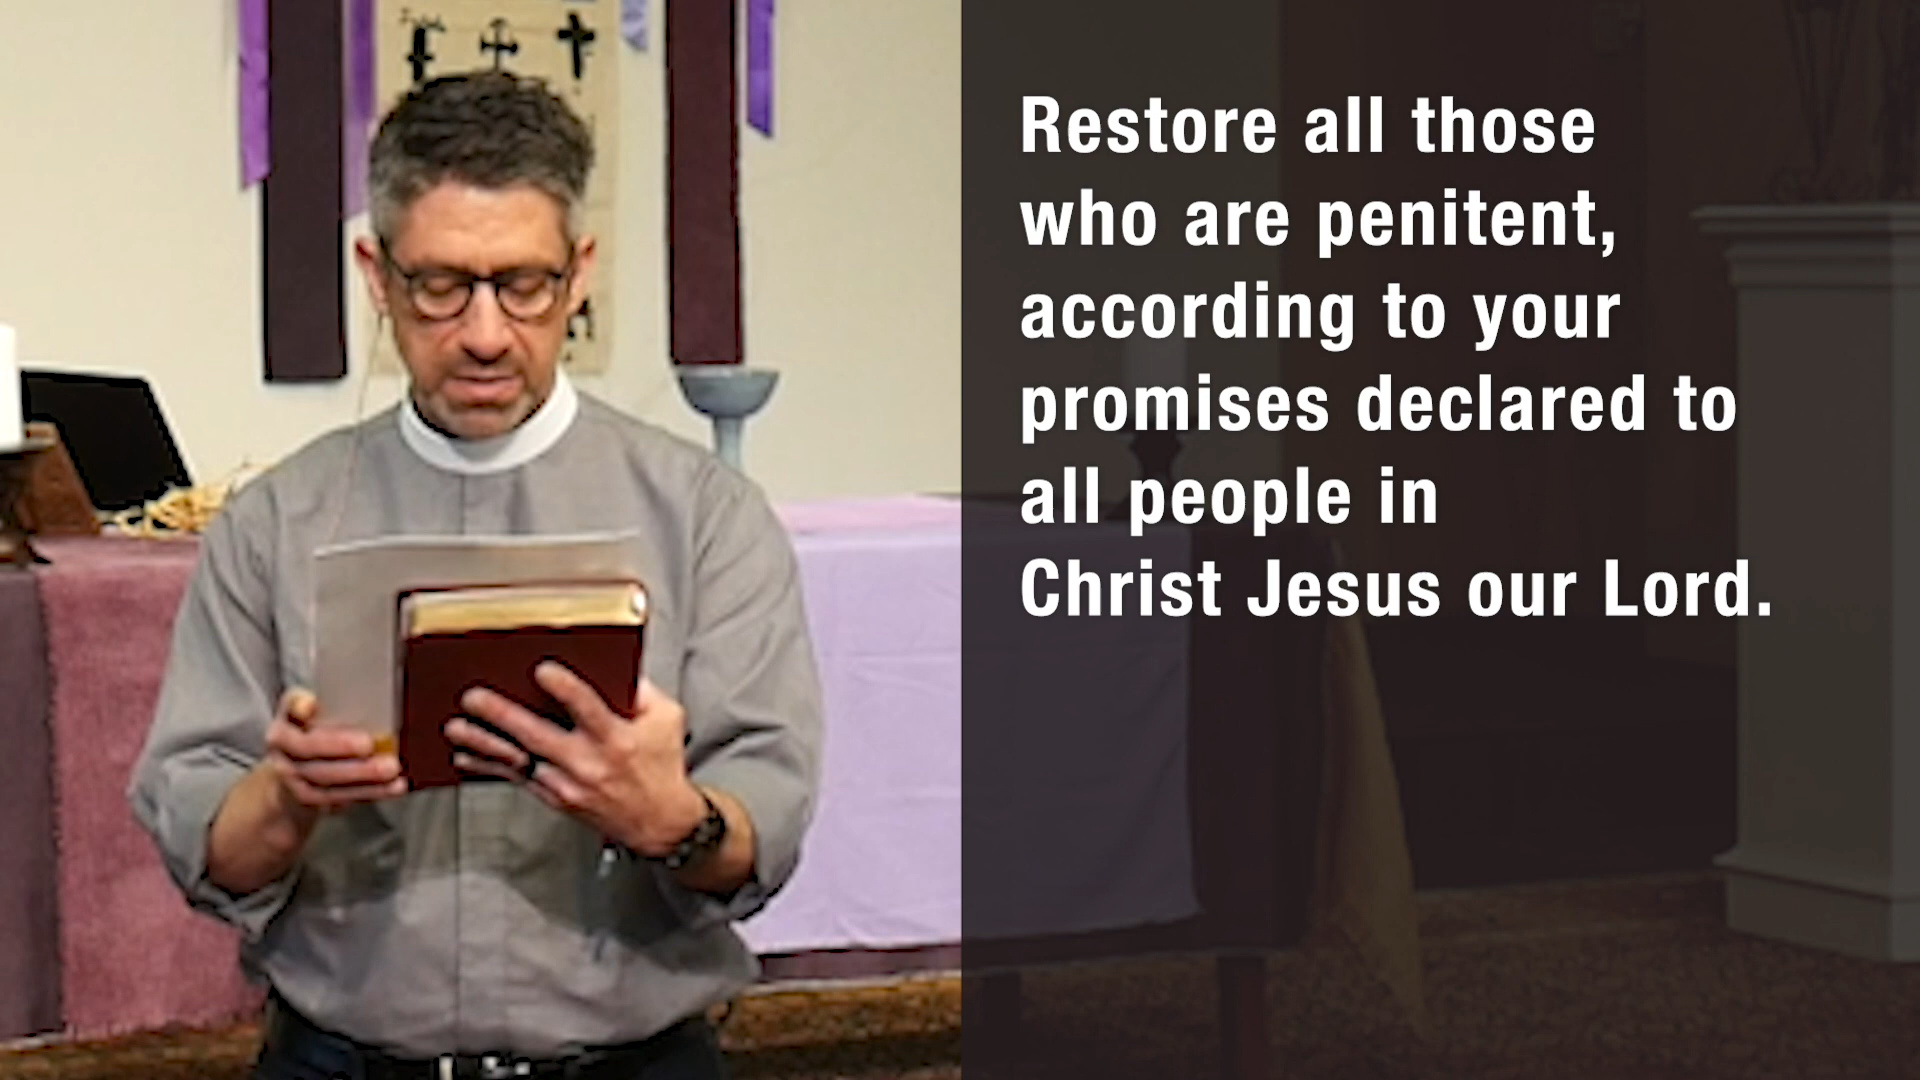 Restore all those
who are penitent,
according to your
promises declared to
all people in
Christ Jesus our Lord.